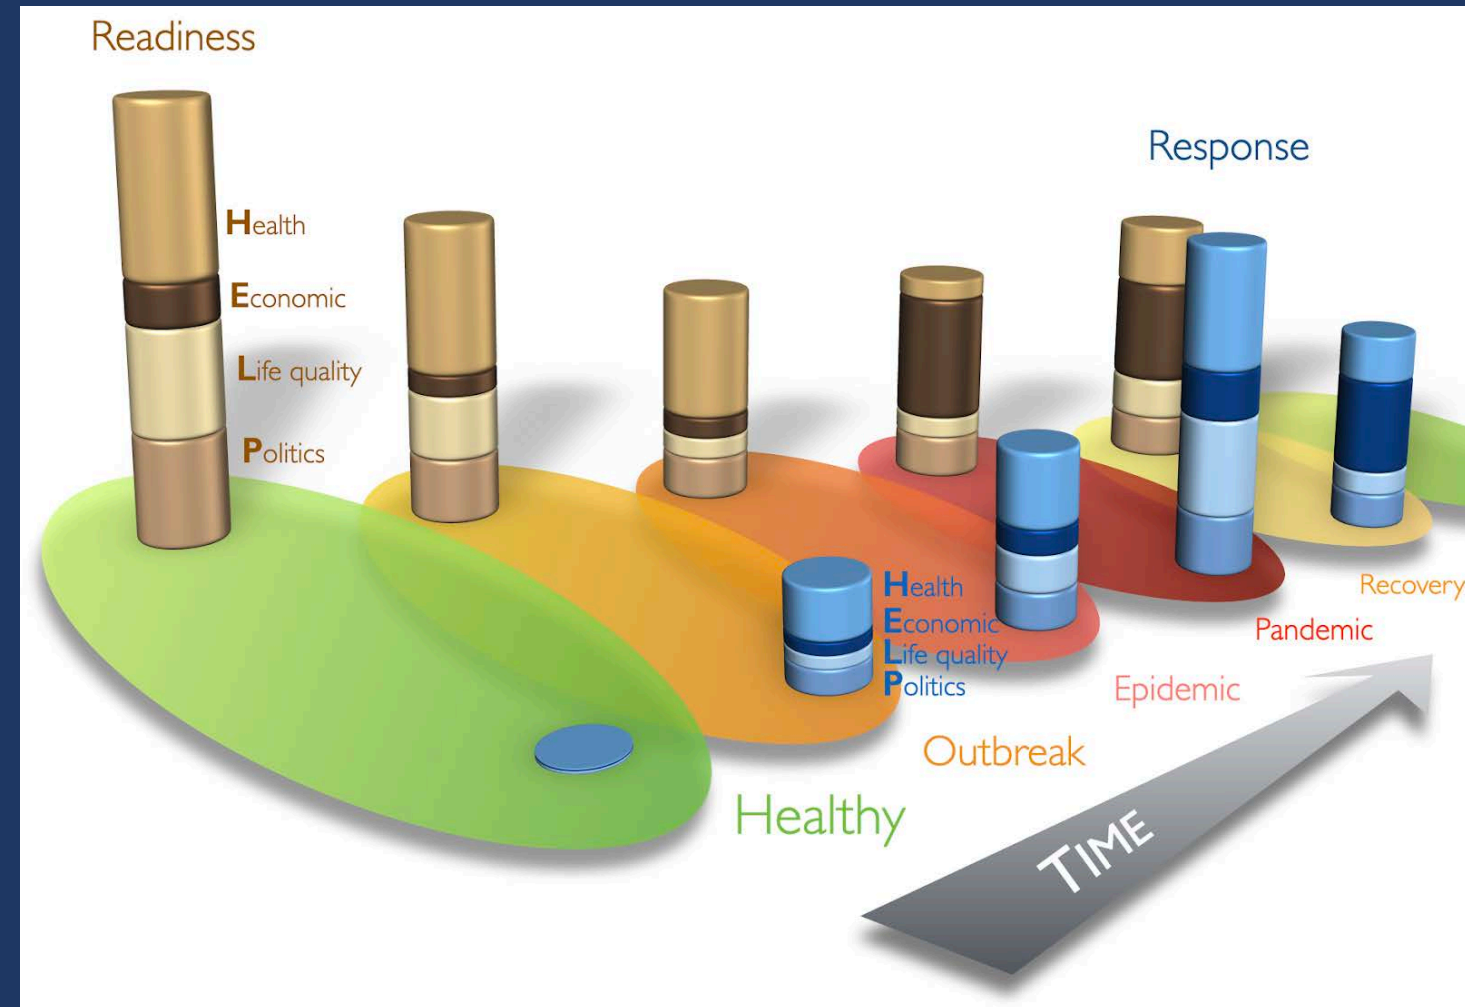 Readiness
Response
Health
Economic
Life quality
Politics
Health
Economic
Life quality
Politics
Recovery
Pandemic
Epidemic
Outbreak
Healthy
TIME